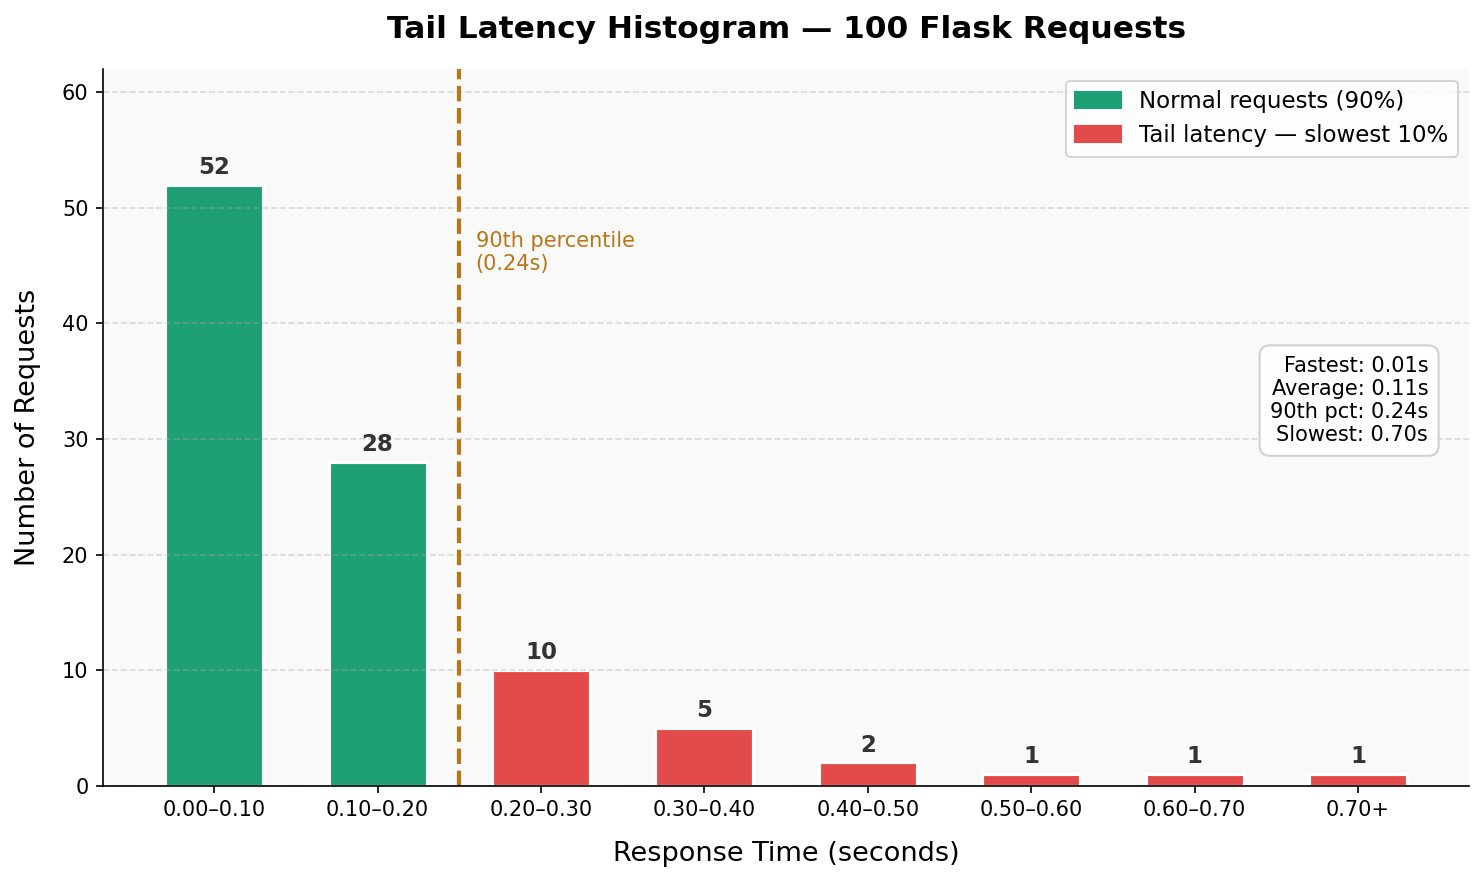 Tail Latency Histogram — 100 Flask Requests
Normal requests (90%)
Tail latency — slowest 10%
90th percentile
(0.24s)
Fastest: 0.01s
Average: 0.11s
90th pct: 0.24s
Slowest: 0.70s
Number of Requests
60
50
40
30
20
10
0
52
28
10
5
2
1
1
1
0.00–0.10
0.10–0.20
0.20–0.30
0.30–0.40
0.40–0.50
0.50–0.60
0.60–0.70
0.70+
Response Time (seconds)